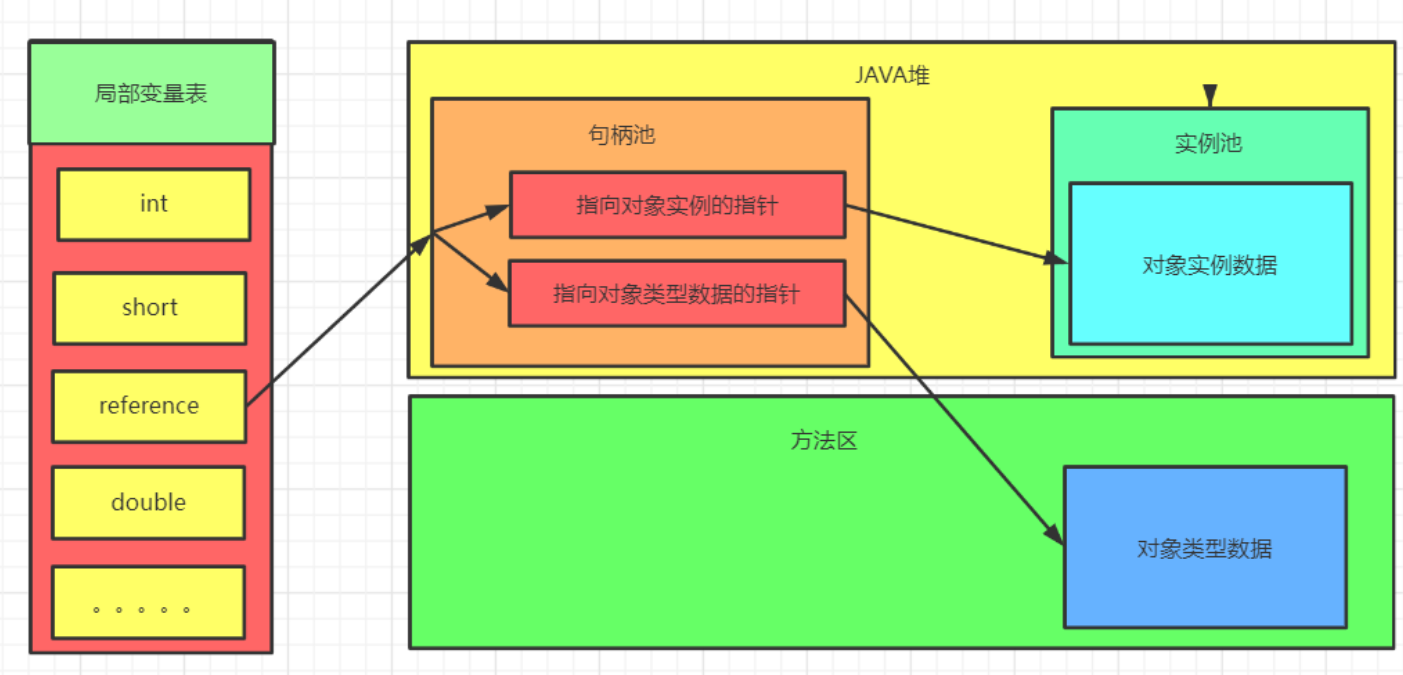 局部变量表
int
short
reference
double
。。。。。
JAVA堆
句柄池
指向对象实例的指针
指向对象类型数据的指针
实例池
对象实例数据
方法区
对象类型数据